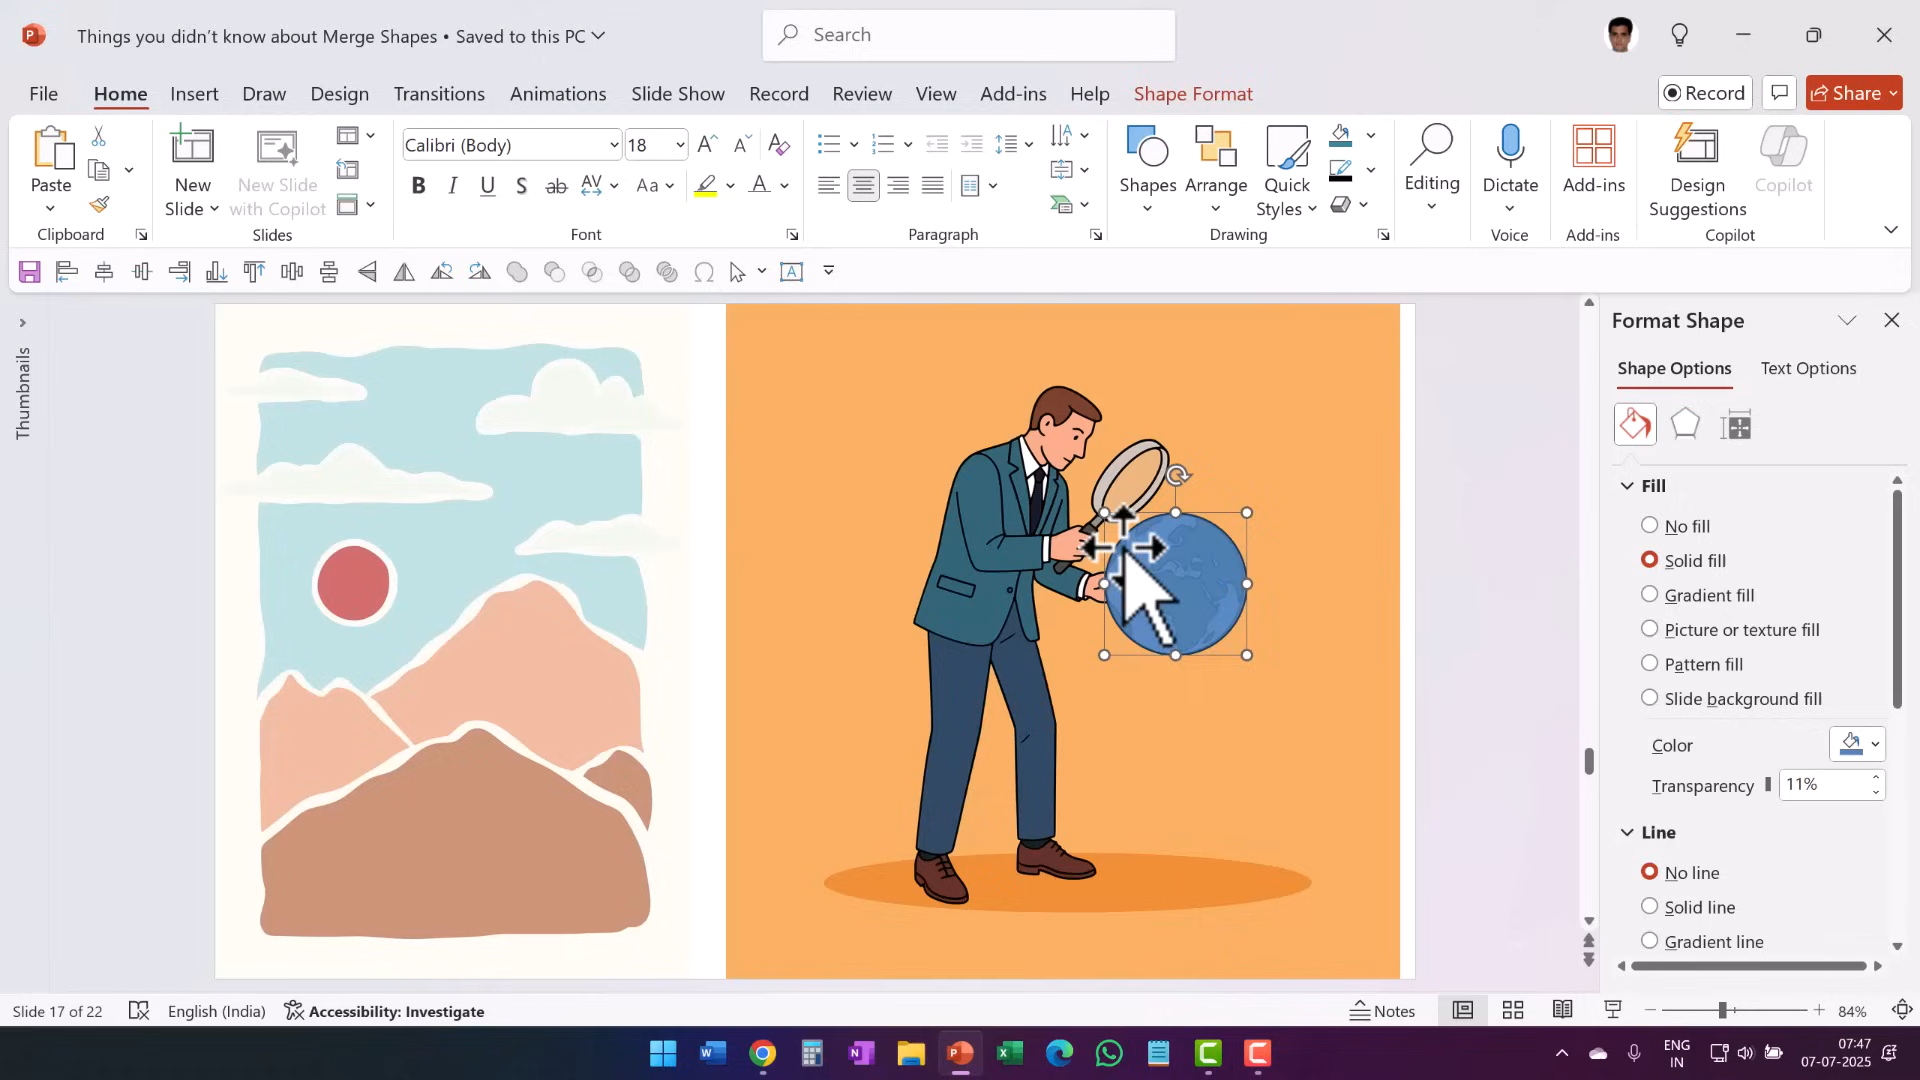 Things you didn't know about Merge Shapes • Saved to this PC
Search
File
Home
Insert
Draw
Design
Transitions
Animations
Slide Show
Record
Review
View
Add-ins
Help
Shape Format
Record
Share
Paste
Clipboard
New
Slide
New Slide
with Copilot
Slides
Calibri (Body)
18
B I U S ab AV Aa A
Font
Paragraph
Shapes
Arrange
Quick
Styles
Drawing
Editing
Dictate
Voice
Add-ins
Add-ins
Design
Suggestions
Copilot
Copilot
Thumbnails
Format Shape
Shape Options
Text Options
Fill
No fill
Solid fill
Gradient fill
Picture or texture fill
Pattern fill
Slide background fill
Color
Transparency
11%
Line
No line
Solid line
Gradient line
Slide 17 of 22
English (India)
Accessibility: Investigate
Notes
84%
ENG
IN
07:47
07-07-2025